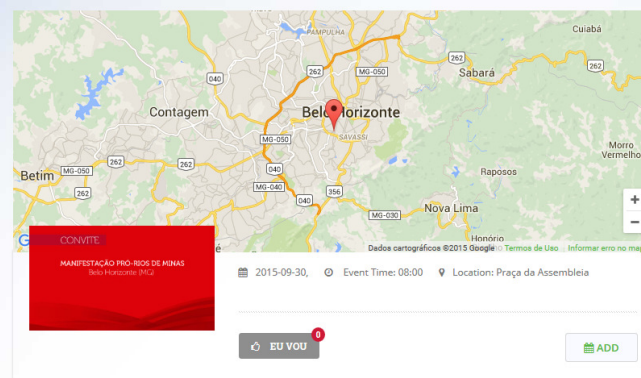 PAMPULHA
Cuiabá
262
262
040
262
MG-050
Sabará
Contagem
Belo Horizonte
SAVASSI
MG-050
Morro
Vermelho
Betim
MG-050
262
262
040
Raposos
262
MG-040
040
356
+
MG-030
Nova Lima
−
Honório
Dados cartográficos ©2015 Google
Termos de Uso
Informar erro no map
CONVITE
MANIFESTAÇÃO PRÓ-RIOS DE MINAS
Belo Horizonte (MG)
2015-09-30, Event Time: 08:00 Location: Praça da Assembleia
0
EU VOU
ADD